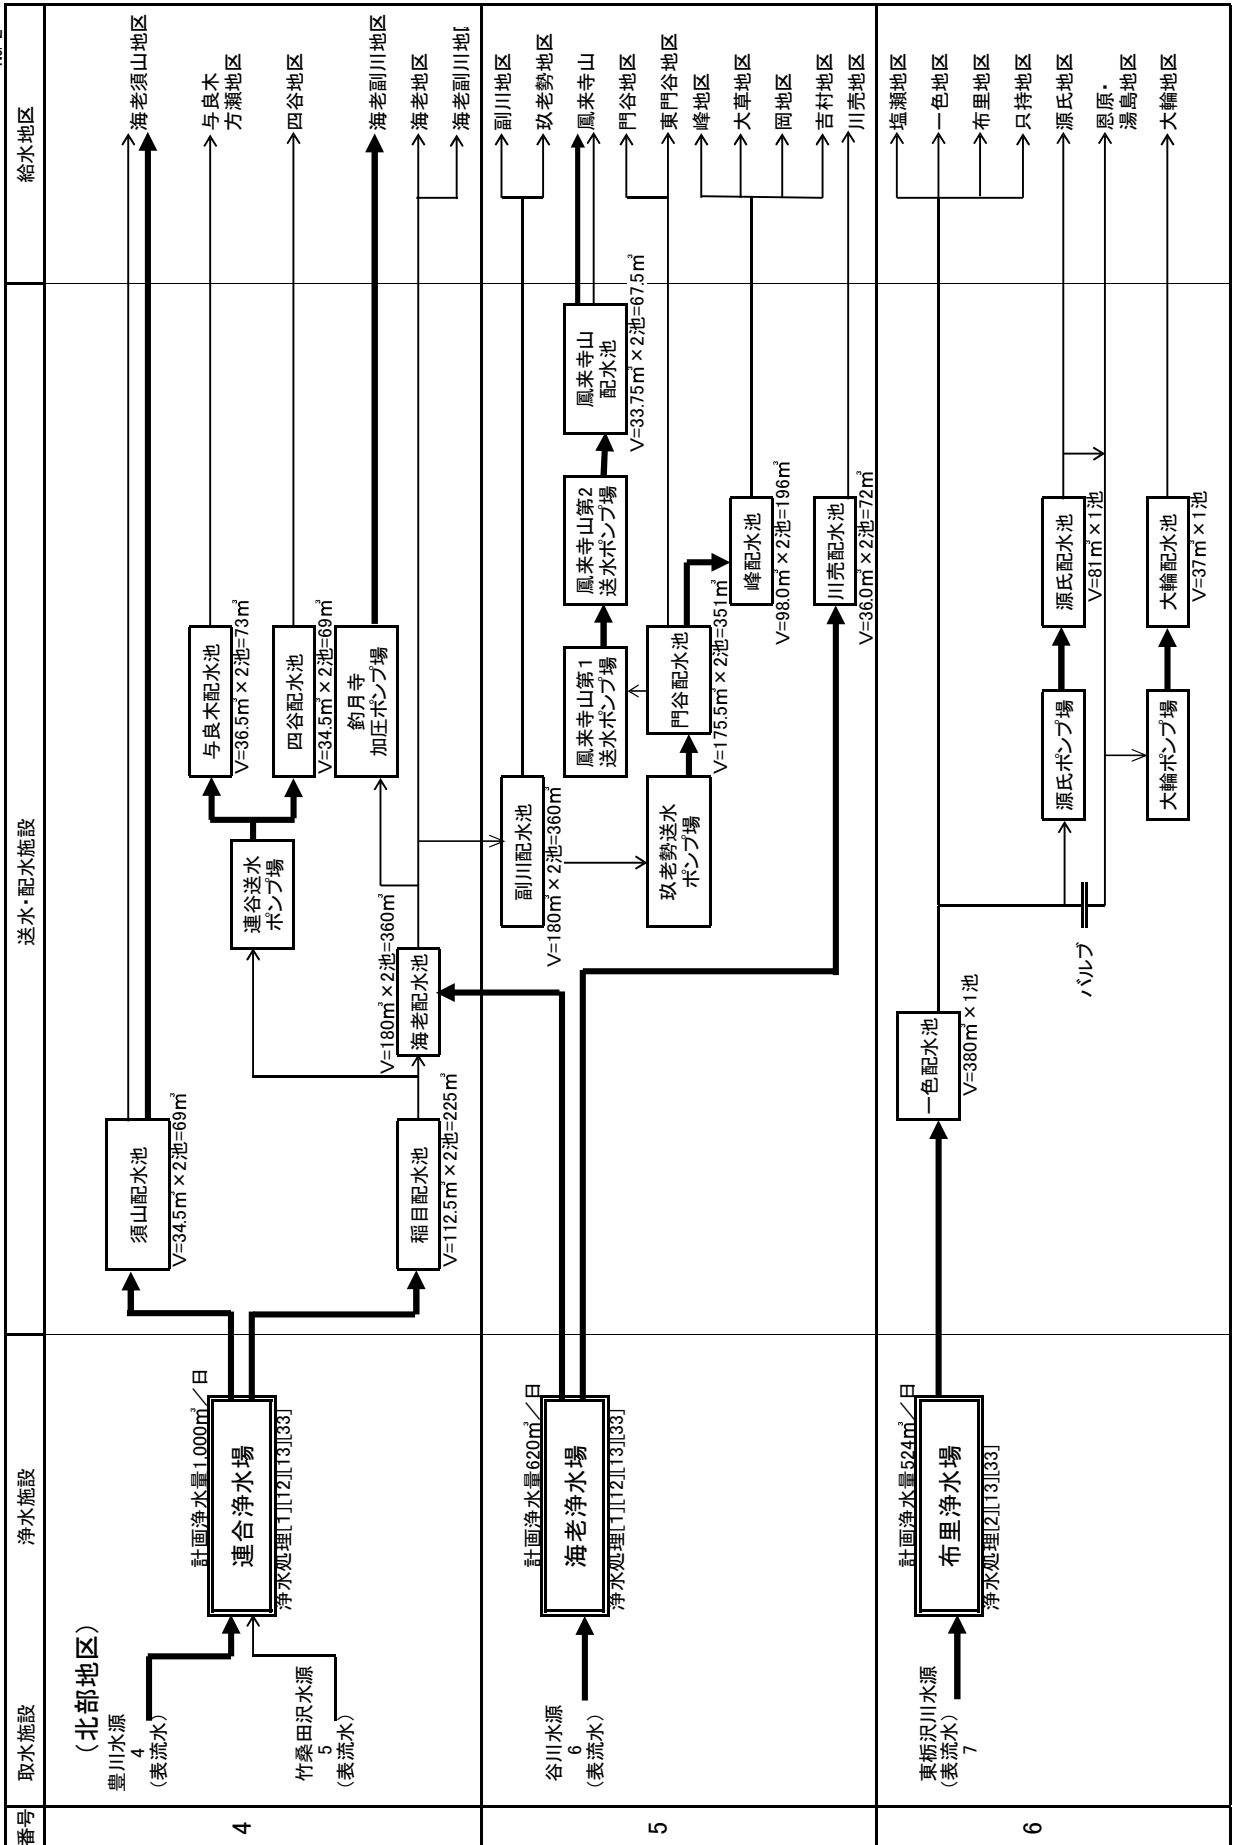 番号
取水施設
浄水施設
送水・配水施設
給水地区
4
（北部地区）
豊川水源
4
（表流水）
竹桑田沢水源
5
（表流水）
計画浄水量1,000m³／日
連合浄水場
浄水処理[1][12][13][33]
須山配水池
V=34.5m³×2池=69m³
稲目配水池
V=112.5m³×2池=225m³
海老配水池
V=180m³×2池=360m³
連谷送水
ポンプ場
与良木配水池
V=36.5m³×2池=73m³
四谷配水池
V=34.5m³×2池=69m³
釣月寺
加圧ポンプ場
海老須山地区
与良木
方瀬地区
四谷地区
海老副川地区
海老地区
海老副川地
5
谷川水源
6
（表流水）
計画浄水量620m³／日
海老浄水場
浄水処理[1][12][13][33]
副川配水池
V=180m³×2池=360m³
玖老勢送水
ポンプ場
鳳来寺山第1
送水ポンプ場
門谷配水池
V=175.5m³×2池=351m³
鳳来寺山第2
送水ポンプ場
鳳来寺山
配水池
V=33.75m³×2池=67.5m³
峰配水池
V=98.0m³×2池=196m³
川売配水池
V=36.0m³×2池=72m³
副川地区
玖老勢地区
鳳来寺山
門谷地区
東門谷地区
峰地区
大草地区
岡地区
吉村地区
川売地区
6
東栃沢川水源
（表流水）
7
計画浄水量524m³／日
布里浄水場
浄水処理[2][13][33]
一色配水池
V=380m³×1池
バルブ
源氏ポンプ場
源氏配水池
V=81m³×1池
大輪ポンプ場
大輪配水池
V=37m³×1池
塩瀬地区
一色地区
布里地区
只持地区
源氏地区
恩原・
湯島地区
大輪地区